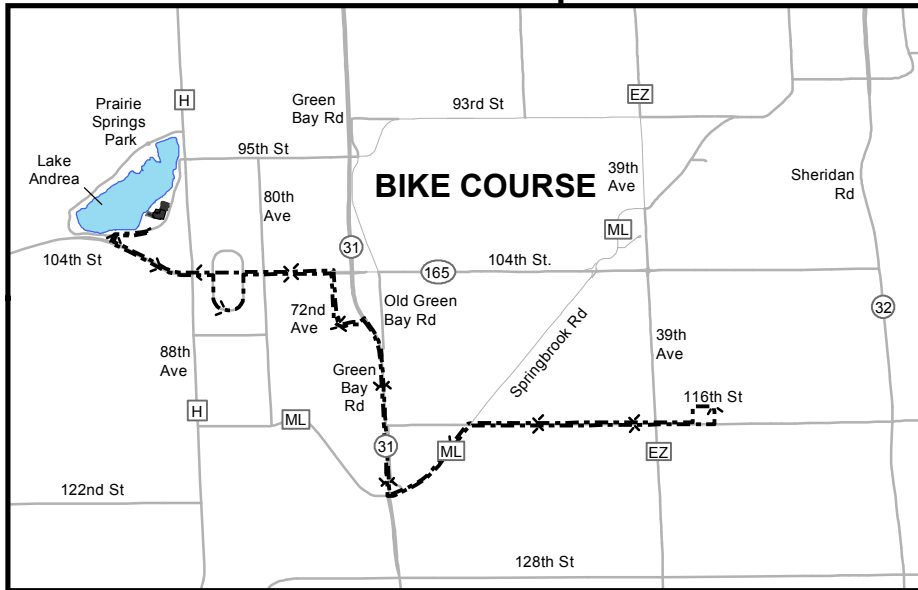 H
Green
Bay Rd
93rd St
EZ
Prairie
Springs
Park
Lake
Andrea
95th St
80th
Ave
BIKE COURSE
39th
Ave
Sheridan
Rd
ML
31
104th St
165
104th St.
72nd
Ave
Old Green
Bay Rd
32
88th
Ave
Green
Bay
Rd
Springbrook Rd
39th
Ave
116th St
H
ML
31
ML
EZ
122nd St
128th St